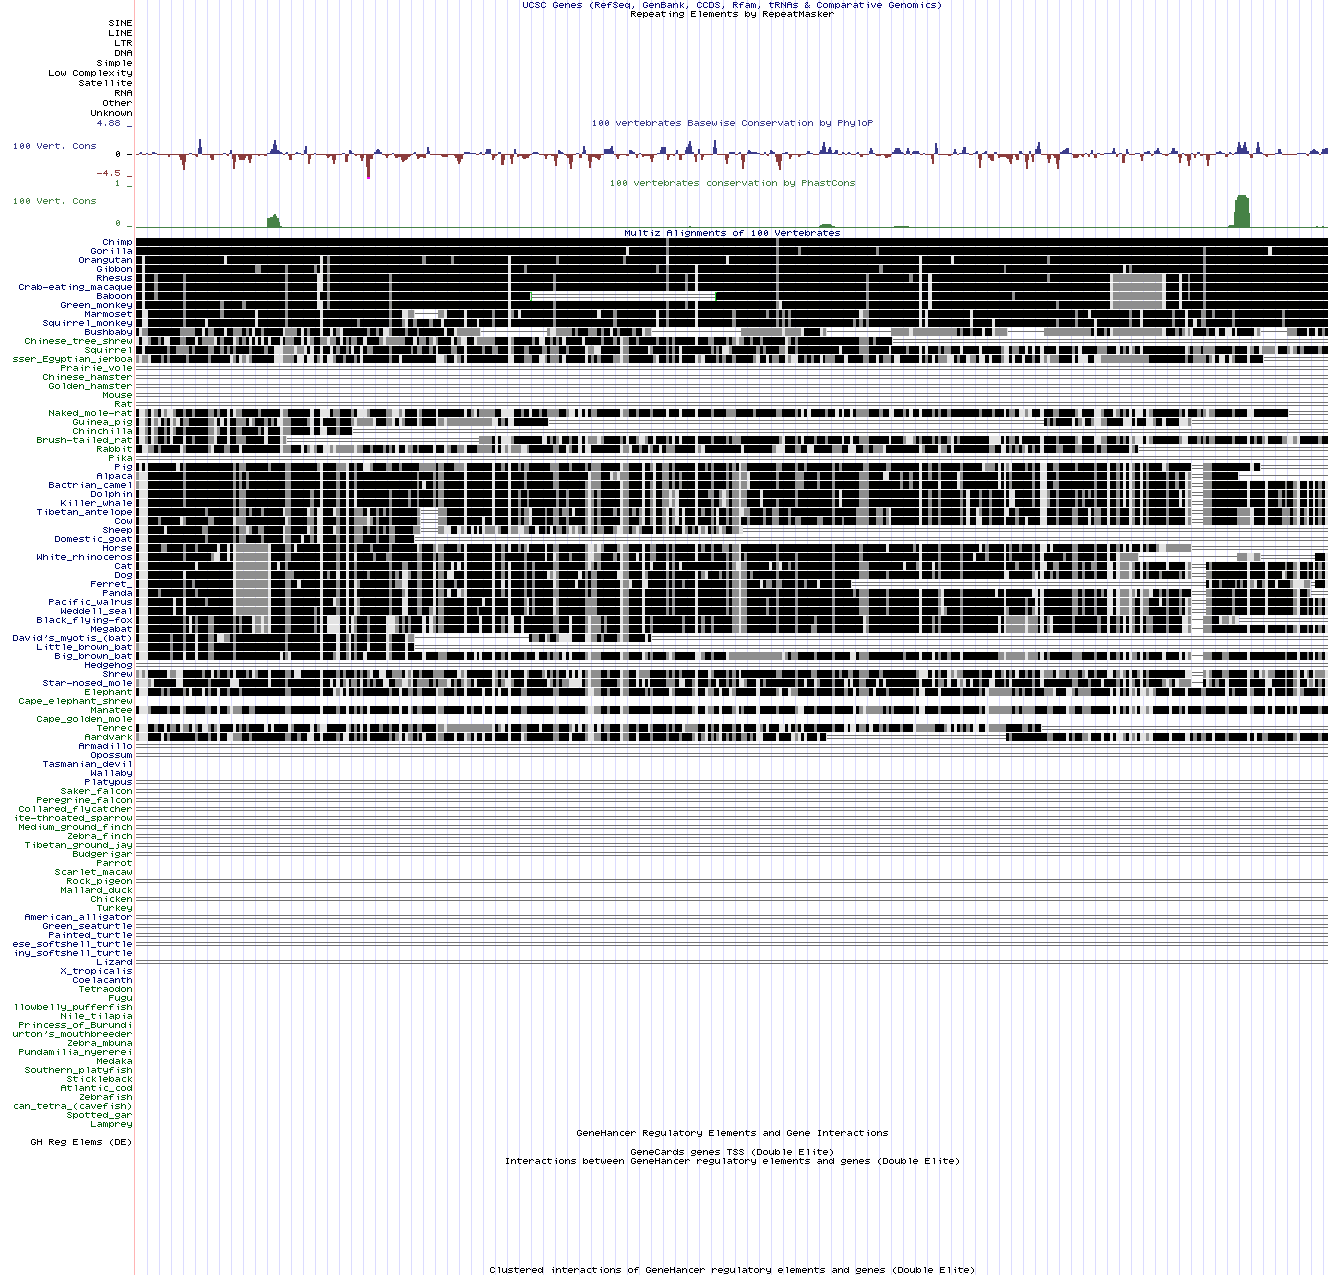 UCSC Genes (RefSeq, GenBank, CCDS, Rfam, tRNAs & Comparative Genomics)
Repeating Elements by RepeatMasker
SINE
LINE
LTR
DNA
Simple
Low Complexity
Satellite
RNA
Other
Unknown
100 vertebrates Basewise Conservation by PhyloP
4.88 _
100 Vert. Cons
0 _
-4.5 _
100 vertebrates conservation by PhastCons
1 _
100 Vert. Cons
0 _
Multiz Alignments of 100 Vertebrates
Chimp
Gorilla
Orangutan
Gibbon
Rhesus
Crab-eating_macaque
Baboon
Green_monkey
Marmoset
Squirrel_monkey
Bushbaby
Chinese_tree_shrew
Squirrel
sser_Egyptian_jerboa
Prairie_vole
Chinese_hamster
Golden_hamster
Mouse
Rat
Naked_mole-rat
Guinea_pig
Chinchilla
Brush-tailed_rat
Rabbit
Pika
Pig
Alpaca
Bactrian_camel
Dolphin
Killer_whale
Tibetan_antelope
Cow
Sheep
Domestic_goat
Horse
White_rhinoceros
Cat
Dog
Ferret_
Panda
Pacific_walrus
Weddell_seal
Black_flying-fox
Megabat
David's_myotis_(bat)
Little_brown_bat
Big_brown_bat
Hedgehog
Shrew
Star-nosed_mole
Elephant
Cape_elephant_shrew
Manatee
Cape_golden_mole
Tenrec
Aardvark
Armadillo
Opossum
Tasmanian_devil
Wallaby
Platypus
Saker_falcon
Peregrine_falcon
Collared_flycatcher
ite-throated_sparrow
Medium_ground_finch
Zebra_finch
Tibetan_ground_jay
Budgerigar
Parrot
Scarlet_macaw
Rock_pigeon
Mallard_duck
Chicken
Turkey
American_alligator
Green_seaturtle
Painted_turtle
ese_softshell_turtle
iny_softshell_turtle
Lizard
X_tropicalis
Coelacanth
Tetraodon
Fugu
llowbelly_pufferfish
Nile_tilapia
Princess_of_Burundi
urton's_mouthbreeder
Zebra_mbuna
Pundamilia_nyererei
Medaka
Southern_platyfish
Stickleback
Atlantic_cod
Zebrafish
can_tetra_(cavefish)
Spotted_gar
Lamprey
GeneHancer Regulatory Elements and Gene Interactions
GH Reg Elems (DE)
GeneCards genes TSS (Double Elite)
Interactions between GeneHancer regulatory elements and genes (Double Elite)
Clustered interactions of GeneHancer regulatory elements and genes (Double Elite)